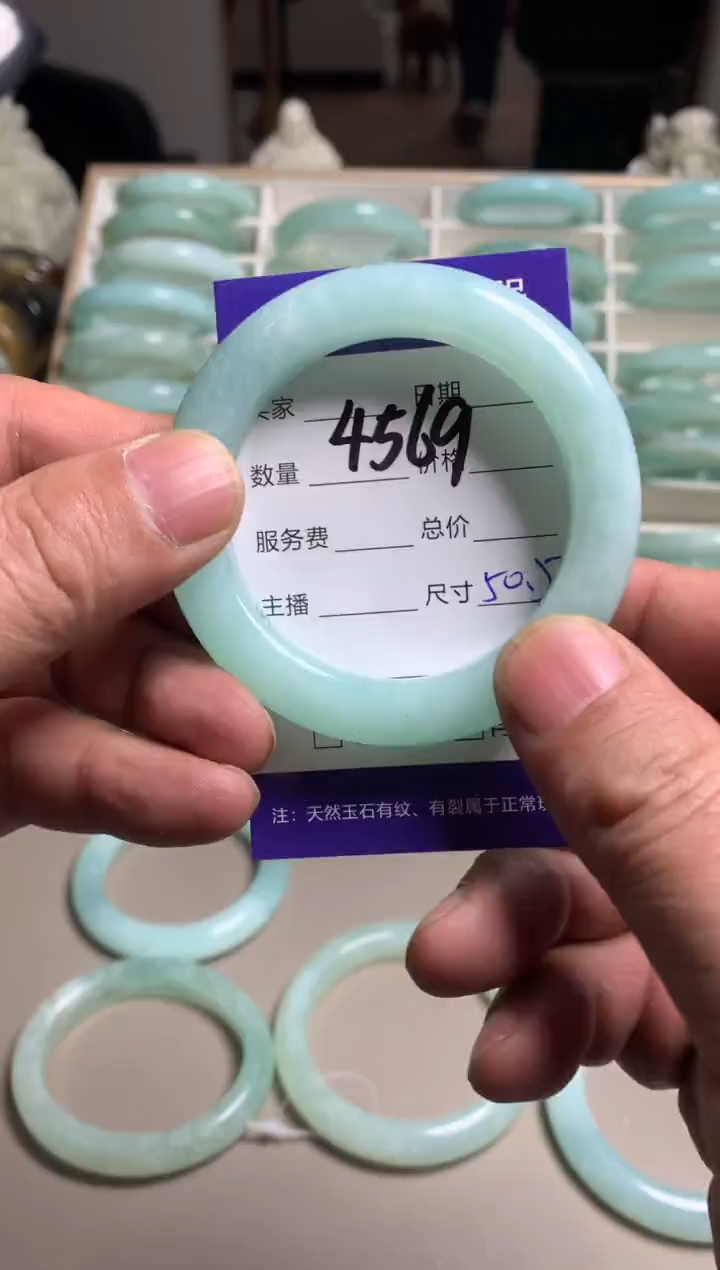 家 日期
4569
数量 价格
服务费 总价
主播 尺寸 50.5
注：天然玉石有纹、有裂属于正常现